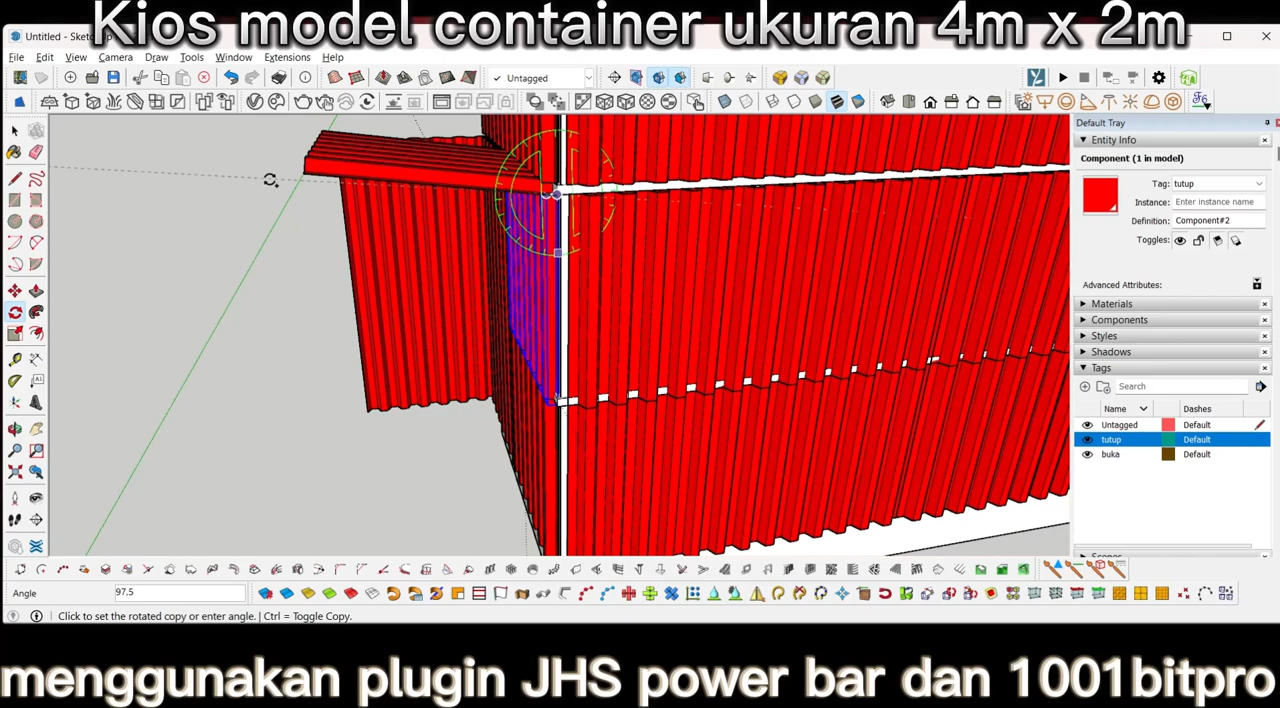 Kios model container ukuran 4m x 2m
Untitled - Sketch
File Edit View Camera Draw Tools Window Extensions Help
✓ Untagged
Default Tray
Entity Info
Component (1 in model)
Tag: tutup
Instance: Enter instance name
Definition: Component#2
Toggles:
Advanced Attributes:
Materials
Components
Styles
Shadows
Tags
Search
Name Dashes
Untagged Default
tutup Default
buka Default
Scenes
Angle 97.5
Click to set the rotated copy or enter angle. | Ctrl = Toggle Copy.
menggunakan plugin JHS power bar dan 1001bitpro